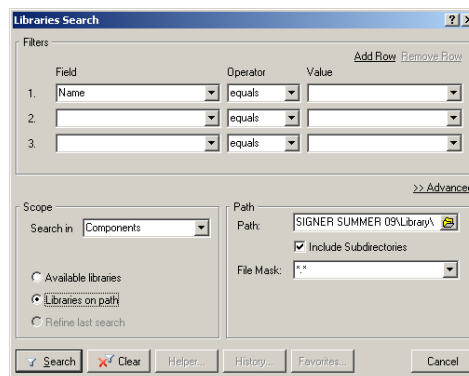 Libraries Search
Filters
Add Row Remove Row
Field Operator Value
1. Name equals
2. equals
3. equals
>> Advanced
Scope
Search in Components
Available libraries
Libraries on path
Refine last search
Path
Path: SIGNER SUMMER 09\Library\
Include Subdirectories
File Mask: *.*
Search Clear Helper... History... Favorites... Cancel